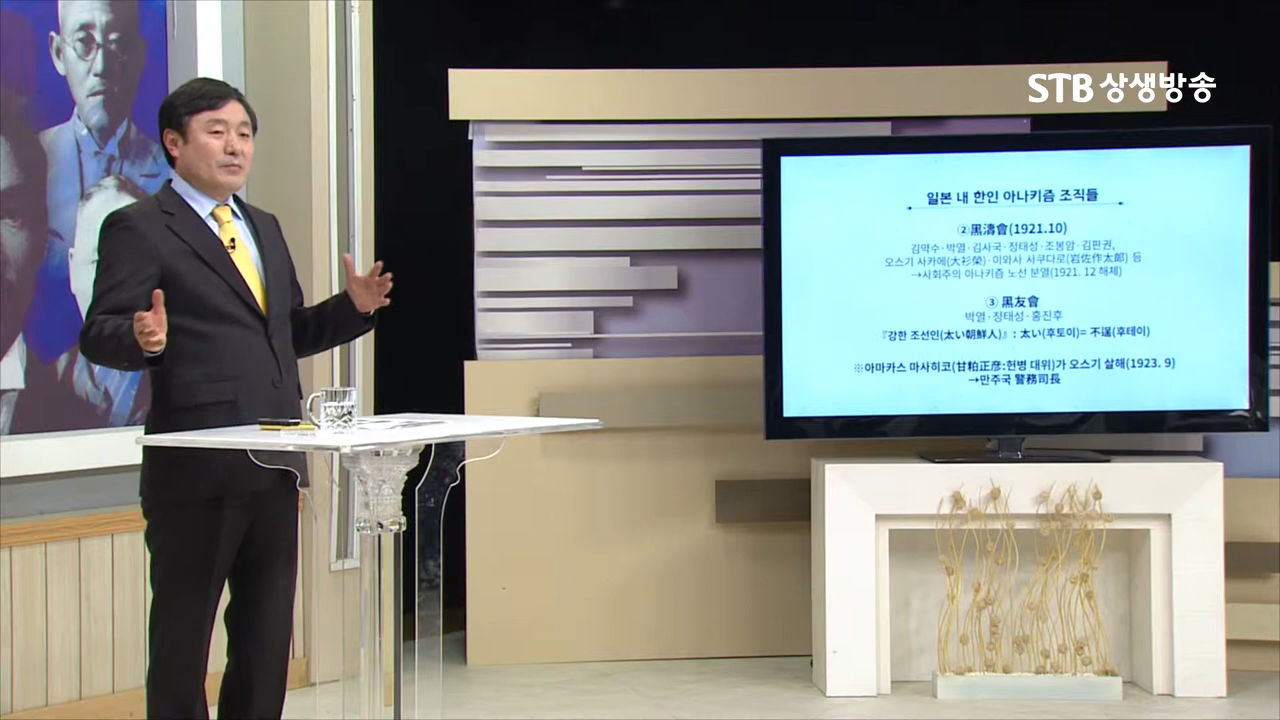 STB 상생방송
일본 내 한인 아나키즘 조직들
②黑濤會(1921.10)
김약수·박열·김사국·정태성·조봉암·김판권,
오스기 사카에(大衫榮)·이와사 사쿠다로(岩佐作太郞) 등
→사회주의 아나키즘 노선 분열(1921. 12 해체)
③ 黑友會
박열·정태성·홍진후
『강한 조선인(太い朝鮮人)』: 太い(후토이)= 不逞(후테이)
※아마카스 마사히코(甘粕正彦:헌병 대위)가 오스기 살해(1923. 9)
→만주국 警務司長